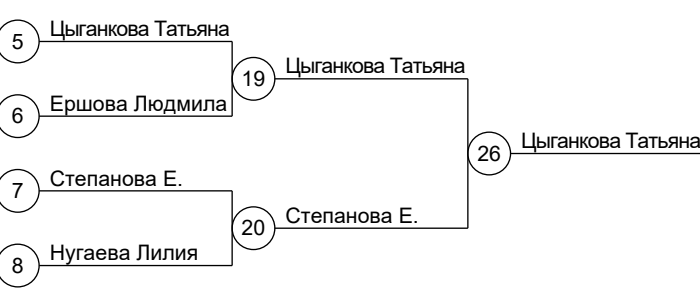 5 Цыганкова Татьяна
19 Цыганкова Татьяна
6 Ершова Людмила
26 Цыганкова Татьяна
7 Степанова Е.
20 Степанова Е.
8 Нугаева Лилия